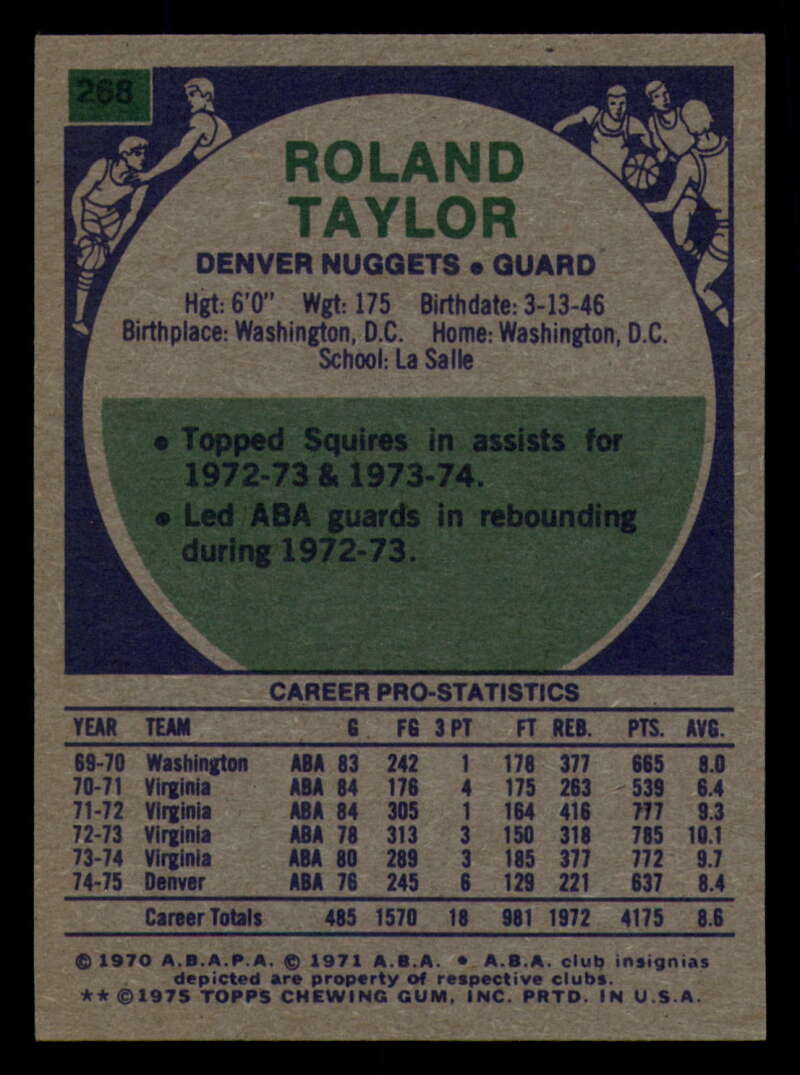 268
ROLAND
TAYLOR
DENVER NUGGETS • GUARD
Hgt: 6'0" Wgt: 175 Birthdate: 3-13-46
Birthplace: Washington, D.C. Home: Washington, D.C.
School: La Salle
• Topped Squires in assists for
1972-73 & 1973-74.
• Led ABA guards in rebounding
during 1972-73.
CAREER PRO-STATISTICS
YEAR TEAM G FG 3 PT FT REB. PTS. AVG.
69-70 Washington ABA 83 242 1 178 377 665 8.0
70-71 Virginia ABA 84 176 4 175 263 539 6.4
71-72 Virginia ABA 84 305 1 164 416 777 9.3
72-73 Virginia ABA 78 313 3 150 318 785 10.1
73-74 Virginia ABA 80 289 3 185 377 772 9.7
74-75 Denver ABA 76 245 6 129 221 637 8.4
Career Totals 485 1570 18 981 1972 4175 8.6
© 1970 A.B.A.P.A. © 1971 A.B.A. • A.B.A. club insignias
depicted are property of respective clubs.
** © 1975 TOPPS CHEWING GUM, INC. PRTD. IN U.S.A.